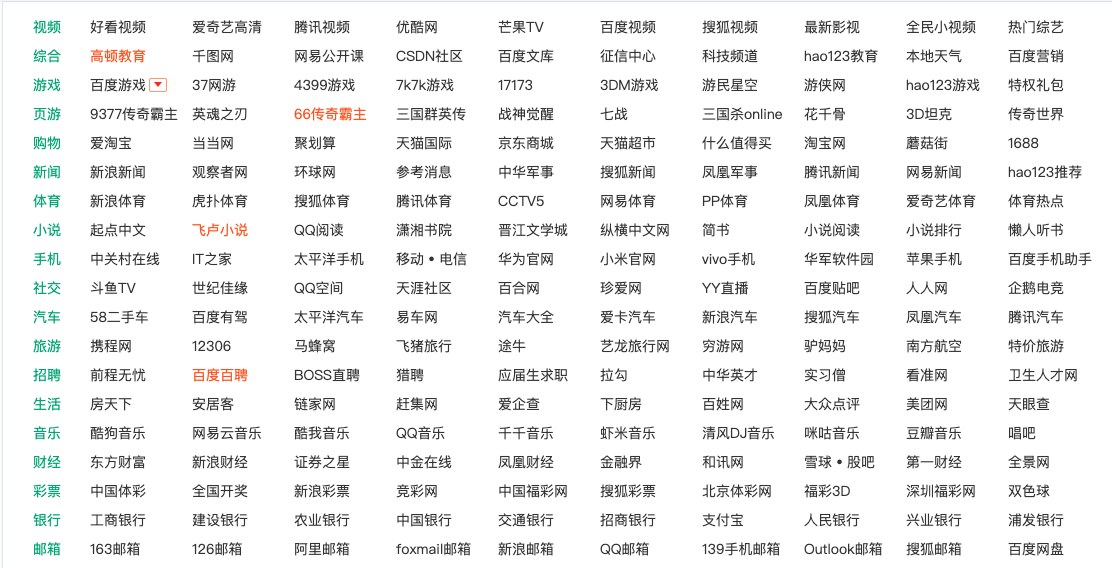 视频 好看视频 爱奇艺高清 腾讯视频 优酷网 芒果TV 百度视频 搜狐视频 最新影视 全民小视频 热门综艺
综合 高顿教育 千图网 网易公开课 CSDN社区 百度文库 征信中心 科技频道 hao123教育 本地天气 百度营销
游戏 百度游戏 37网游 4399游戏 7k7k游戏 17173 3DM游戏 游民星空 游侠网 hao123游戏 特权礼包
页游 9377传奇霸主 英魂之刃 66传奇霸主 三国群英传 战神觉醒 七战 三国杀online 花千骨 3D坦克 传奇世界
购物 爱淘宝 当当网 聚划算 天猫国际 京东商城 天猫超市 什么值得买 淘宝网 蘑菇街 1688
新闻 新浪新闻 观察者网 环球网 参考消息 中华军事 搜狐新闻 凤凰军事 腾讯新闻 网易新闻 hao123推荐
体育 新浪体育 虎扑体育 搜狐体育 腾讯体育 CCTV5 网易体育 PP体育 凤凰体育 爱奇艺体育 体育热点
小说 起点中文 飞卢小说 QQ阅读 潇湘书院 晋江文学城 纵横中文网 简书 小说阅读 小说排行 懒人听书
手机 中关村在线 IT之家 太平洋手机 移动 • 电信 华为官网 小米官网 vivo手机 华军软件园 苹果手机 百度手机助手
社交 斗鱼TV 世纪佳缘 QQ空间 天涯社区 百合网 珍爱网 YY直播 百度贴吧 人人网 企鹅电竞
汽车 58二手车 百度有驾 太平洋汽车 易车网 汽车大全 爱卡汽车 新浪汽车 搜狐汽车 凤凰汽车 腾讯汽车
旅游 携程网 12306 马蜂窝 飞猪旅行 途牛 艺龙旅行网 穷游网 驴妈妈 南方航空 特价旅游
招聘 前程无忧 百度百聘 BOSS直聘 猎聘 应届生求职 拉勾 中华英才 实习僧 看准网 卫生人才网
生活 房天下 安居客 链家网 赶集网 爱企查 下厨房 百姓网 大众点评 美团网 天眼查
音乐 酷狗音乐 网易云音乐 酷我音乐 QQ音乐 千千音乐 虾米音乐 清风DJ音乐 咪咕音乐 豆瓣音乐 唱吧
财经 东方财富 新浪财经 证券之星 中金在线 凤凰财经 金融界 和讯网 雪球 • 股吧 第一财经 全景网
彩票 中国体彩 全国开奖 新浪彩票 竞彩网 中国福彩网 搜狐彩票 北京体彩网 福彩3D 深圳福彩网 双色球
银行 工商银行 建设银行 农业银行 中国银行 交通银行 招商银行 支付宝 人民银行 兴业银行 浦发银行
邮箱 163邮箱 126邮箱 阿里邮箱 foxmail邮箱 新浪邮箱 QQ邮箱 139手机邮箱 Outlook邮箱 搜狐邮箱 百度网盘